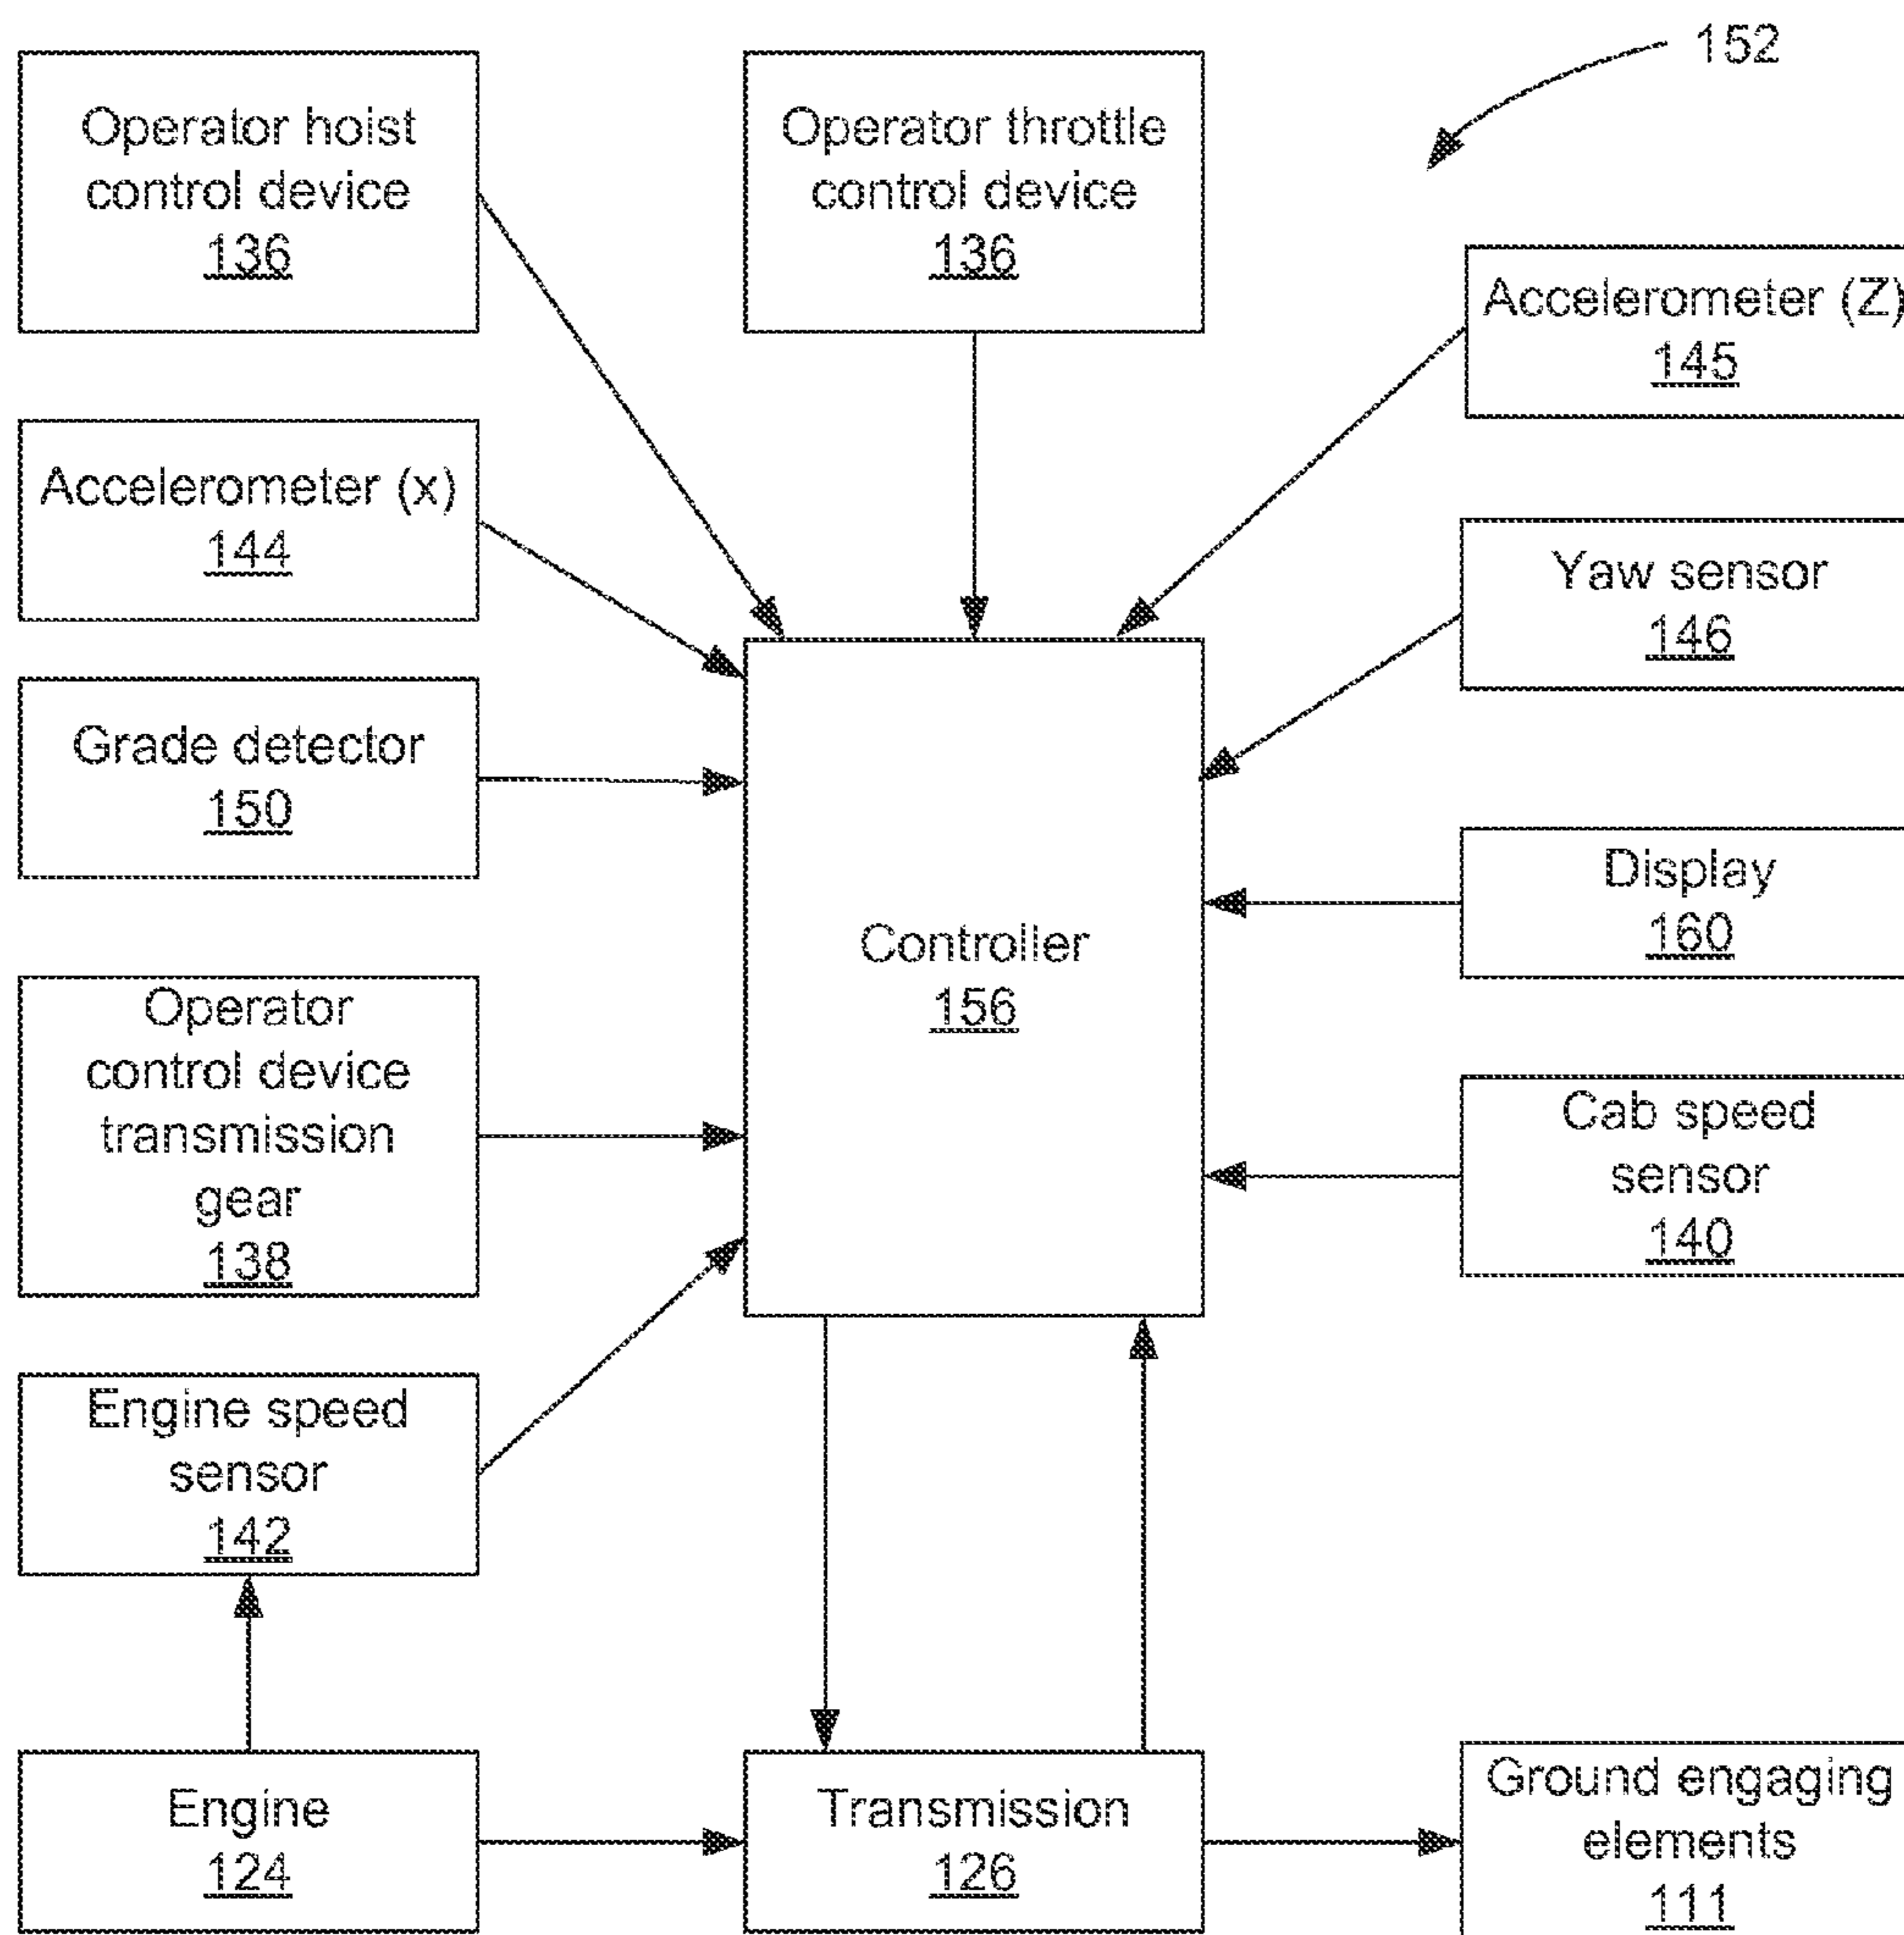 152
Operator hoist
control device
136
Operator throttle
control device
136
Accelerometer (Z)
145
Accelerometer (x)
144
Yaw sensor
146
Grade detector
150
Controller
156
Display
160
Operator
control device
transmission
gear
138
Cab speed
sensor
140
Engine speed
sensor
142
Engine
124
Transmission
126
Ground engaging
elements
111